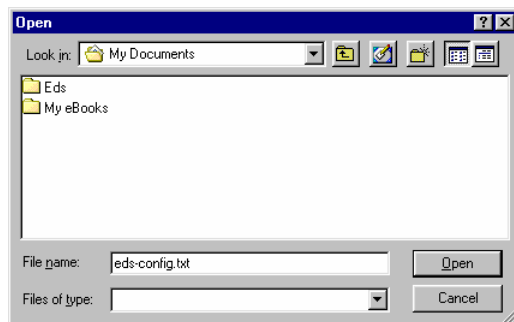 Open
Look in: My Documents
Eds
My eBooks
File name: eds-config.txt Open
Files of type: Cancel